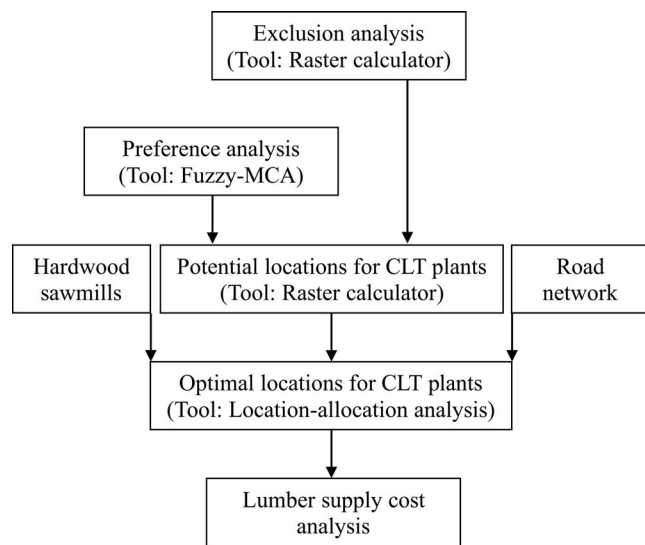 Exclusion analysis
(Tool: Raster calculator)
Preference analysis
(Tool: Fuzzy-MCA)
Hardwood
sawmills
Potential locations for CLT plants
(Tool: Raster calculator)
Road
network
Optimal locations for CLT plants
(Tool: Location-allocation analysis)
Lumber supply cost
analysis